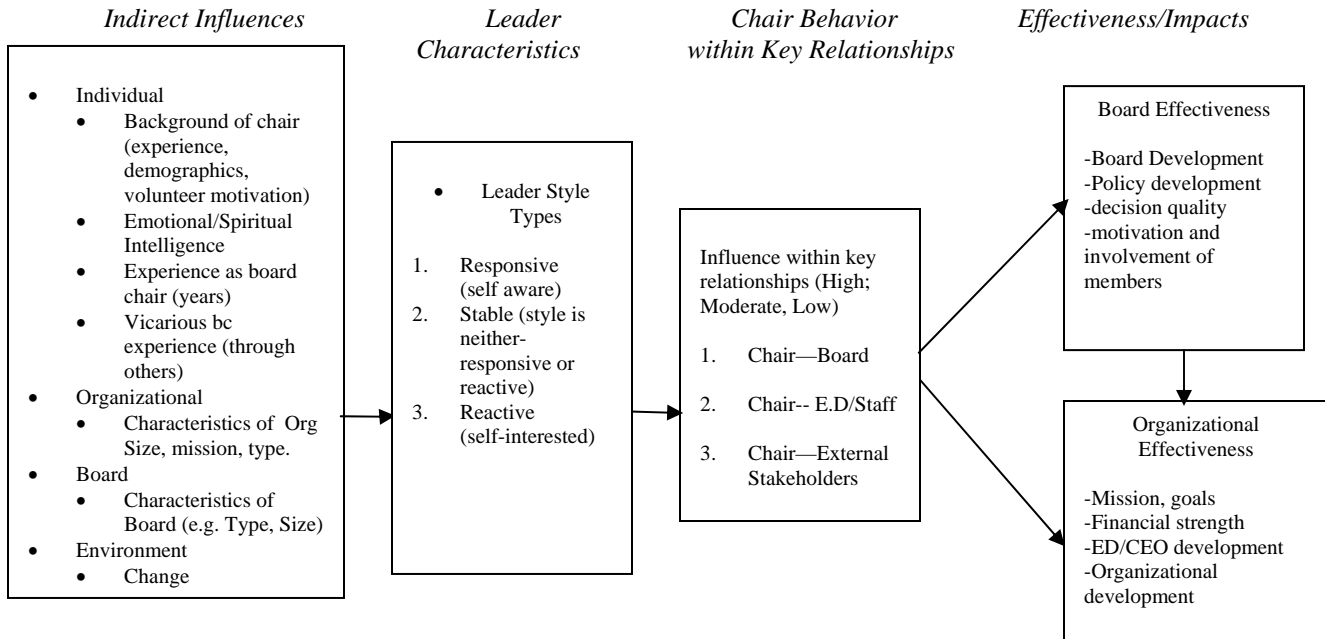 Indirect Influences
Leader
Characteristics
Chair Behavior
within Key Relationships
Effectiveness/Impacts
• Individual
• Background of chair
(experience,
demographics,
volunteer motivation)
• Emotional/Spiritual
Intelligence
• Experience as board
chair (years)
• Vicarious bc
experience (through
others)
• Organizational
• Characteristics of Org
Size, mission, type.
• Board
• Characteristics of
Board (e.g. Type, Size)
• Environment
• Change
• Leader Style
Types
1. Responsive
(self aware)
2. Stable (style is
neither-
responsive or
reactive)
3. Reactive
(self-interested)
Influence within key
relationships (High;
Moderate, Low)
1. Chair—Board
2. Chair-- E.D/Staff
3. Chair—External
Stakeholders
Board Effectiveness
-Board Development
-Policy development
-decision quality
-motivation and
involvement of
members
Organizational
Effectiveness
-Mission, goals
-Financial strength
-ED/CEO development
-Organizational
development